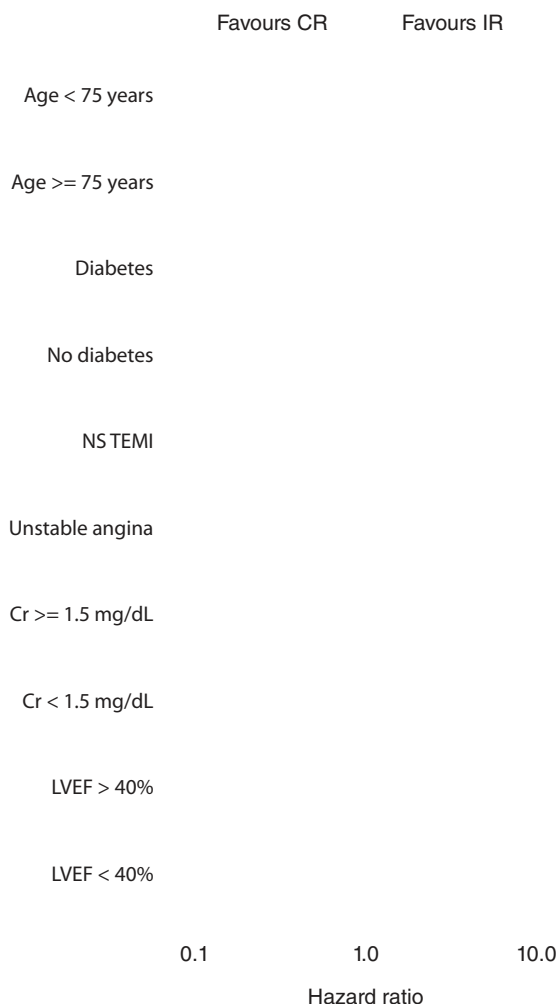 Favours CR Favours IR
Age < 75 years
Age >= 75 years
Diabetes
No diabetes
NS TEMI
Unstable angina
Cr >= 1.5 mg/dL
Cr < 1.5 mg/dL
LVEF > 40%
LVEF < 40%
0.1 1.0 10.0
Hazard ratio